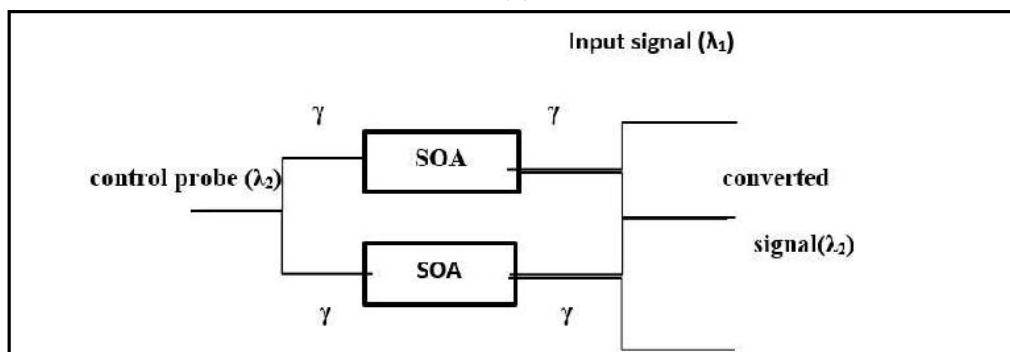 Input signal (λ₁)
γ γ
SOA
control probe (λ₂)
converted
SOA
signal(λ₂)
γ γ